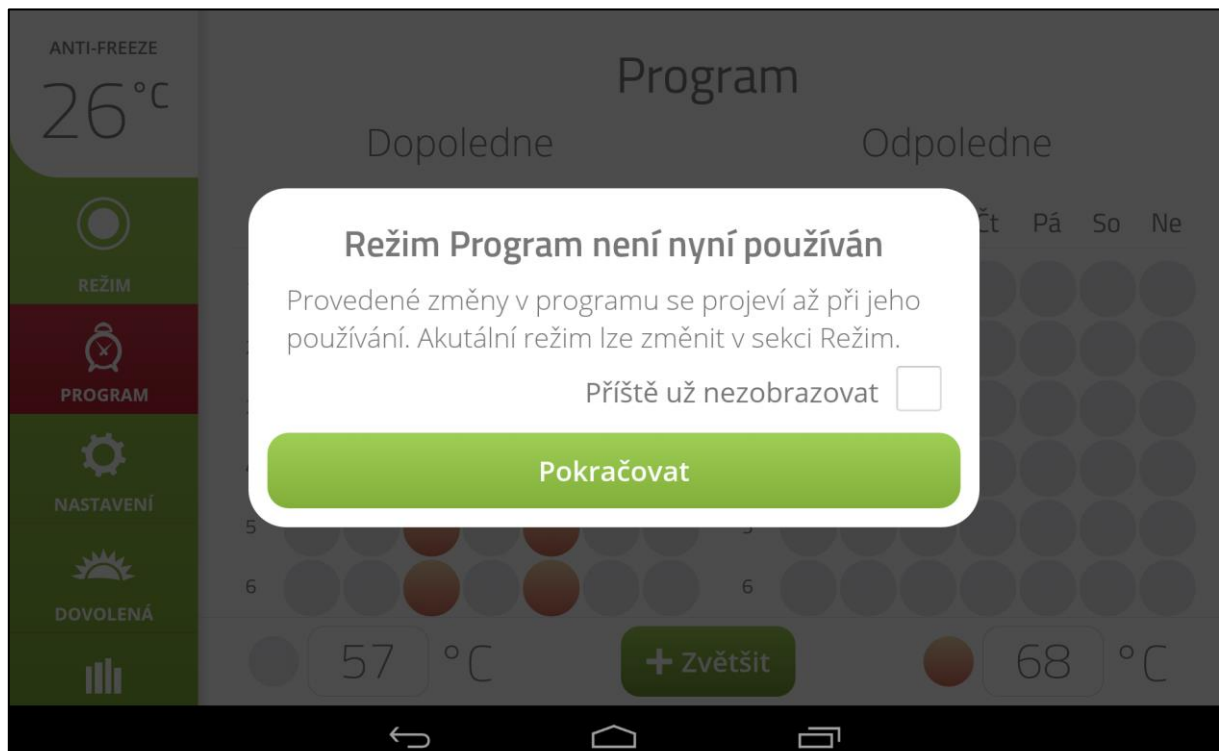 ANTI-FREEZE
26 °C
Program
Dopoledne
Odpoledne
Čt Pá So Ne
REŽIM
PROGRAM
NASTAVENÍ
DOVOLENÁ
Režim Program není nyní používán
Provedené změny v programu se projeví až při jeho
používání. Akutální režim lze změnit v sekci Režim.
Příště už nezobrazovat
Pokračovat
5
6
6
57 °C
+ Zvětšit
68 °C